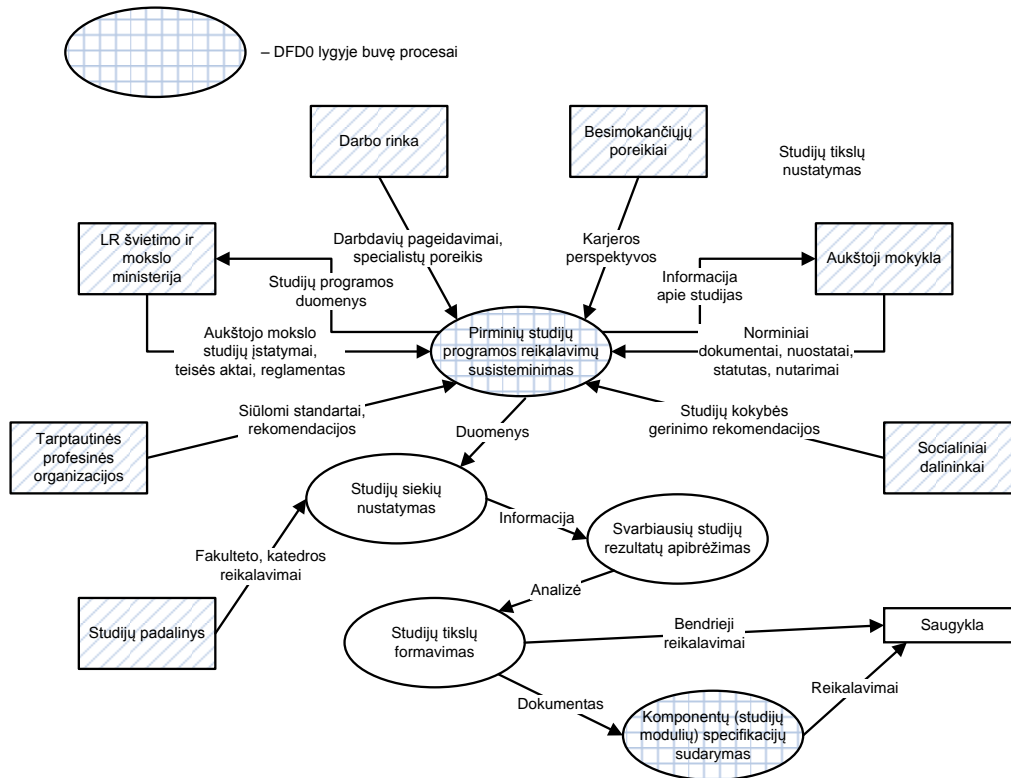 – DFD0 lygyje buvę procesai
Darbo rinka
Besimokančiųjų
poreikiai
Studijų tikslų
nustatymas
LR švietimo ir
mokslo
ministerija
Darbdavių pageidavimai,
specialistų poreikis
Karjeros
perspektyvos
Aukštoji mokykla
Studijų programos
duomenys
Informacija
apie studijas
Aukštojo mokslo
studijų įstatymai,
teisės aktai, reglamentas
Pirminių studijų
programos reikalavimų
susisteminimas
Norminiai
dokumentai, nuostatai,
statutas, nutarimai
Siūlomi standartai,
rekomendacijos
Studijų kokybės
gerinimo rekomendacijos
Tarptautinės
profesinės
organizacijos
Duomenys
Socialiniai
dalininkai
Studijų siekių
nustatymas
Informacija
Svarbiausių studijų
rezultatų apibrėžimas
Fakulteto, katedros
reikalavimai
Analizė
Studijų padalinys
Studijų tikslų
formavimas
Bendrieji
reikalavimai
Saugykla
Dokumentas
Reikalavimai
Komponentų (studijų
modulių) specifikacijų
sudarymas